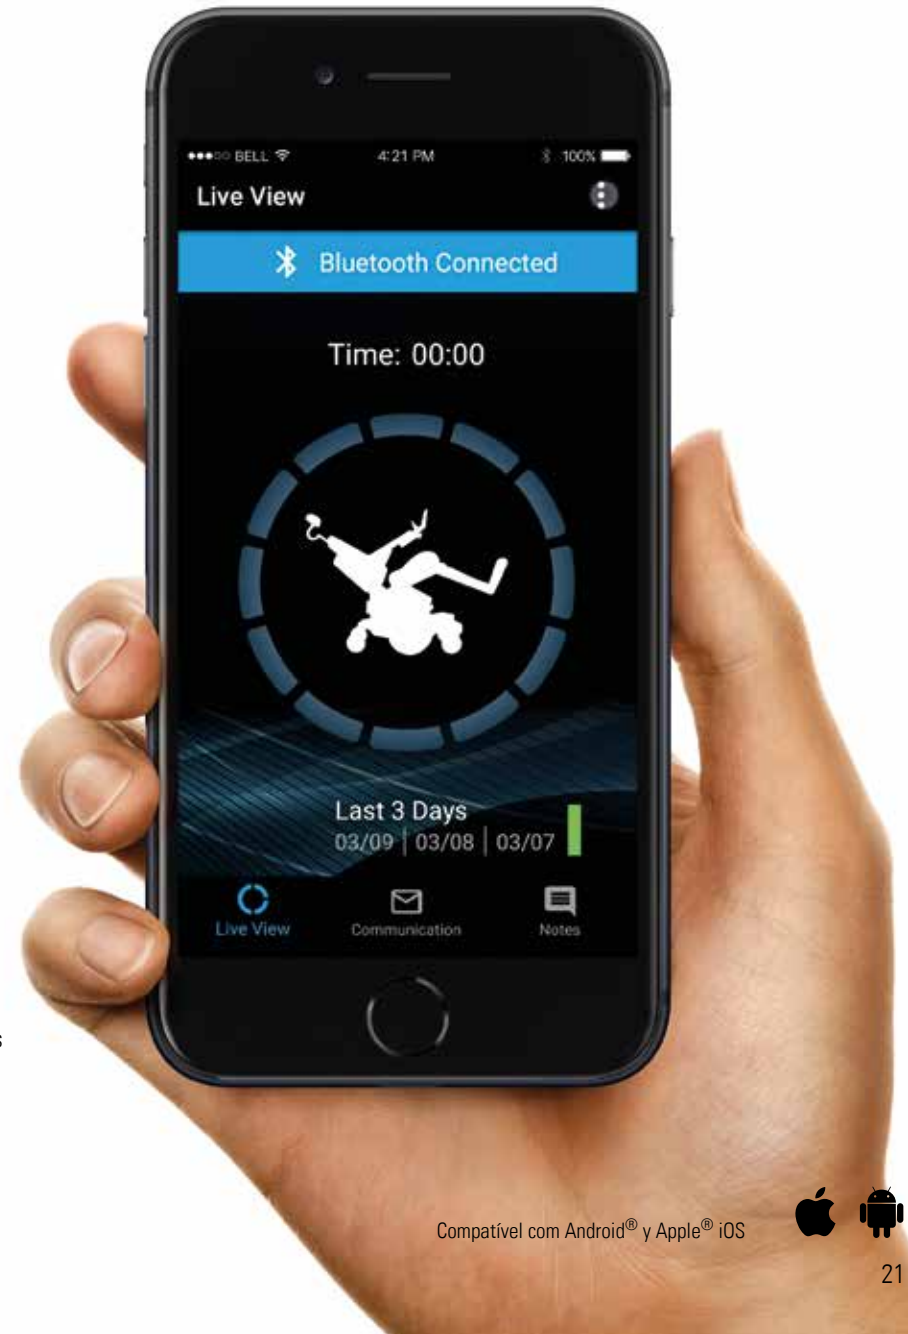 BELL 4:21 PM 100%
Live View
Bluetooth Connected
Time: 00:00
Last 3 Days
03/09 | 03/08 | 03/07
Live View Communication Notes
s
Compatível com Android® y Apple® iOS
21